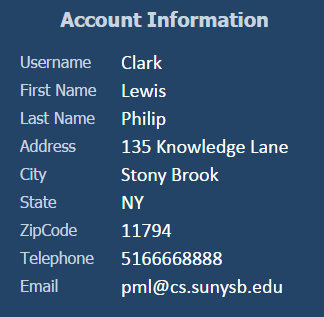 Account Information
Username Clark
First Name Lewis
Last Name Philip
Address 135 Knowledge Lane
City Stony Brook
State NY
ZipCode 11794
Telephone 5166668888
Email pml@cs.sunysb.edu